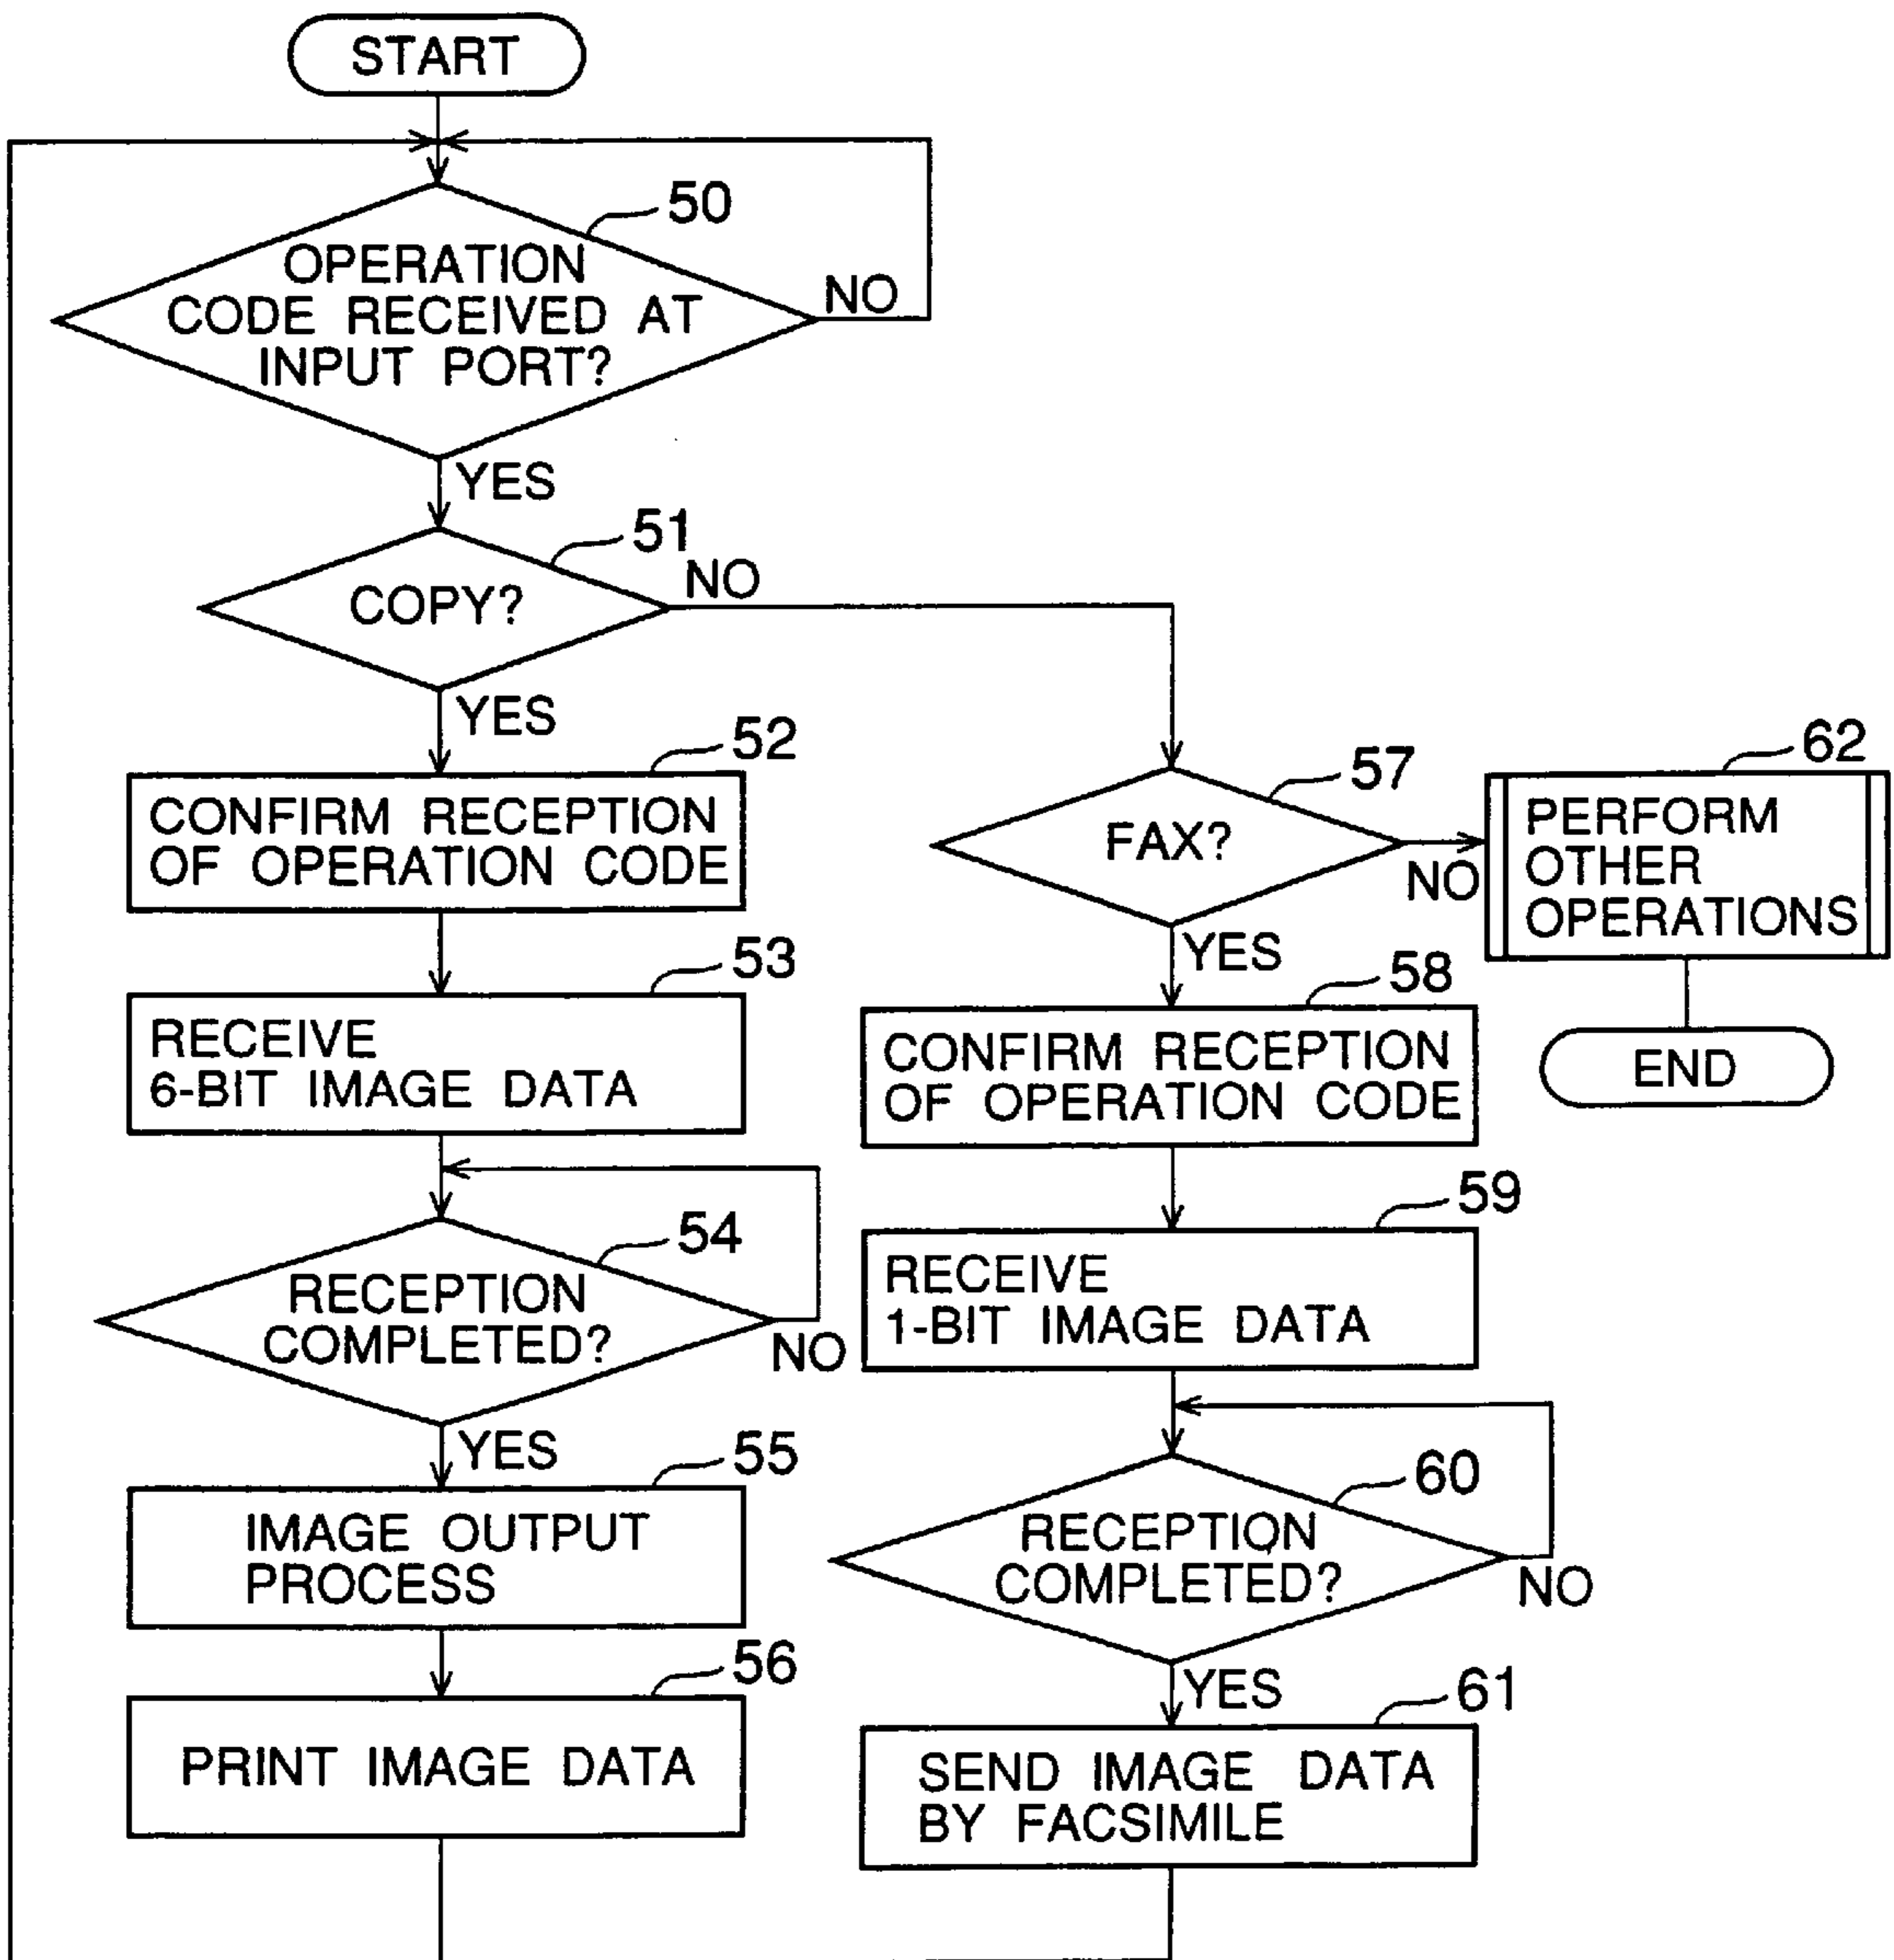 START
50
OPERATION
CODE RECEIVED AT
INPUT PORT?
NO
YES
51
COPY?
NO
YES
52
CONFIRM RECEPTION
OF OPERATION CODE
53
RECEIVE
6-BIT IMAGE DATA
54
RECEPTION
COMPLETED?
NO
YES
55
IMAGE OUTPUT
PROCESS
56
PRINT IMAGE DATA
57
FAX?
NO
YES
62
PERFORM
OTHER
OPERATIONS
END
58
CONFIRM RECEPTION
OF OPERATION CODE
59
RECEIVE
1-BIT IMAGE DATA
60
RECEPTION
COMPLETED?
NO
YES
61
SEND IMAGE DATA
BY FACSIMILE